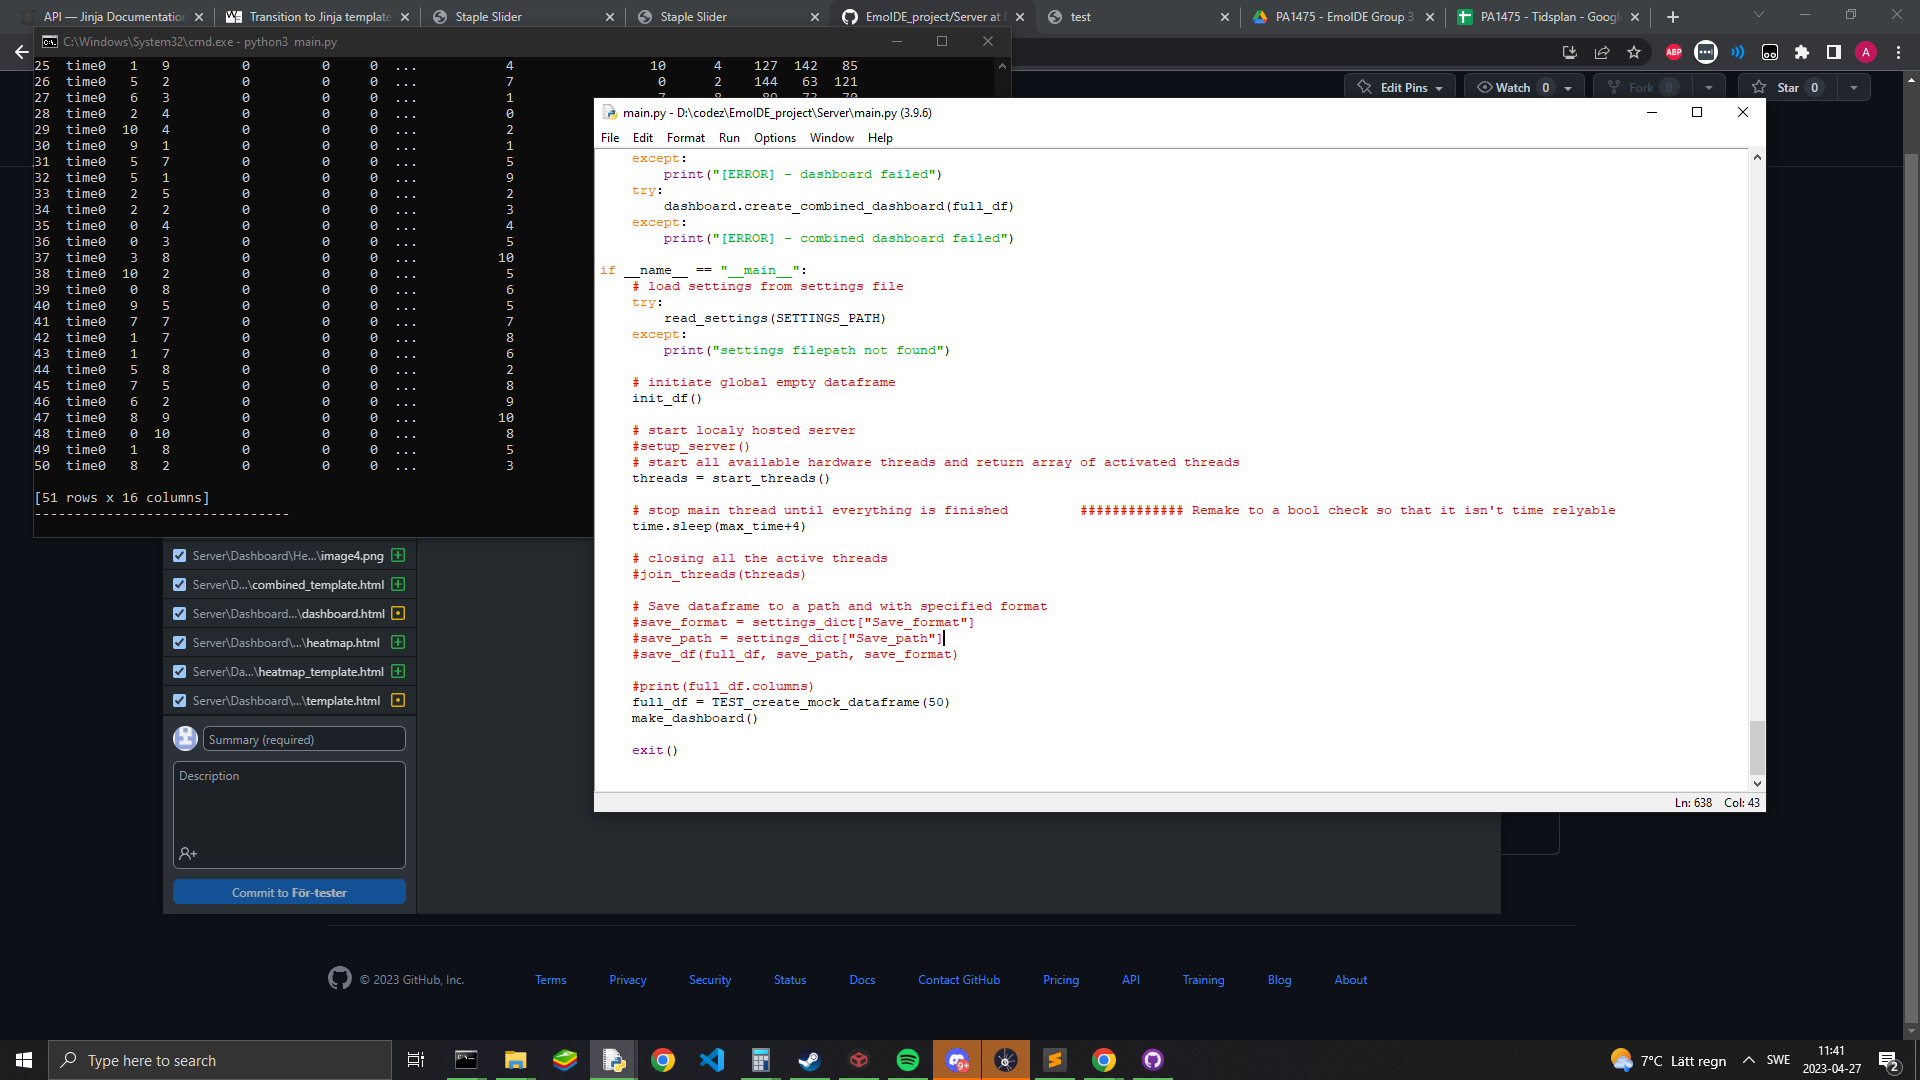 API — Jinja Documentation
Transition to Jinja template
Staple Slider
Staple Slider
EmoIDE_project/Server at
test
PA1475 - EmoIDE Group 3
PA1475 - Tidsplan - Googl
C:\Windows\System32\cmd.exe - python3  main.py
ABP
A
25 time0 1 9 0 0 0 ... 4 10 4 127 142 85
26 time0 5 2 0 0 0 ... 7 0 2 144 63 121
27 time0 6 3 0 0 0 ... 1
28 time0 2 4 0 0 0 ... 0
29 time0 10 4 0 0 0 ... 2
30 time0 9 1 0 0 0 ... 1
31 time0 5 7 0 0 0 ... 5
32 time0 5 1 0 0 0 ... 9
33 time0 2 5 0 0 0 ... 2
34 time0 2 2 0 0 0 ... 3
35 time0 0 4 0 0 0 ... 4
36 time0 0 3 0 0 0 ... 5
37 time0 3 8 0 0 0 ... 10
38 time0 10 2 0 0 0 ... 5
39 time0 0 8 0 0 0 ... 6
40 time0 9 5 0 0 0 ... 5
41 time0 7 7 0 0 0 ... 7
42 time0 1 7 0 0 0 ... 8
43 time0 1 7 0 0 0 ... 6
44 time0 5 8 0 0 0 ... 2
45 time0 7 5 0 0 0 ... 8
46 time0 6 2 0 0 0 ... 9
47 time0 8 9 0 0 0 ... 10
48 time0 0 10 0 0 0 ... 8
49 time0 1 8 0 0 0 ... 5
50 time0 8 2 0 0 0 ... 3
[51 rows x 16 columns]
--------------------------------
Edit Pins
Watch 0
Fork 0
Star 0
main.py - D:\codez\EmoIDE_project\Server\main.py (3.9.6)
File Edit Format Run Options Window Help
except:
print("[ERROR] - dashboard failed")
try:
dashboard.create_combined_dashboard(full_df)
except:
print("[ERROR] - combined dashboard failed")
if __name__ == "__main__":
# load settings from settings file
try:
read_settings(SETTINGS_PATH)
except:
print("settings filepath not found")
# initiate global empty dataframe
init_df()
# start localy hosted server
#setup_server()
# start all available hardware threads and return array of activated threads
threads = start_threads()
# stop main thread until everything is finished ############# Remake to a bool check so that it isn't time relyable
time.sleep(max_time+4)
# closing all the active threads
#join_threads(threads)
# Save dataframe to a path and with specified format
#save_format = settings_dict["Save_format"]
#save_path = settings_dict["Save_path"]
#save_df(full_df, save_path, save_format)
#print(full_df.columns)
full_df = TEST_create_mock_dataframe(50)
make_dashboard()
exit()
Ln: 638 Col: 43
Server\Dashboard\He...\image4.png
Server\D...\combined_template.html
Server\Dashboard...\dashboard.html
Server\Dashboard\...\heatmap.html
Server\Da...\heatmap_template.html
Server\Dashboard\...\template.html
Summary (required)
Description
Commit to För-tester
© 2023 GitHub, Inc.
Terms
Privacy
Security
Status
Docs
Contact GitHub
Pricing
API
Training
Blog
About
Type here to search
9+
7°C Lätt regn
SWE
11:41
2023-04-27
2